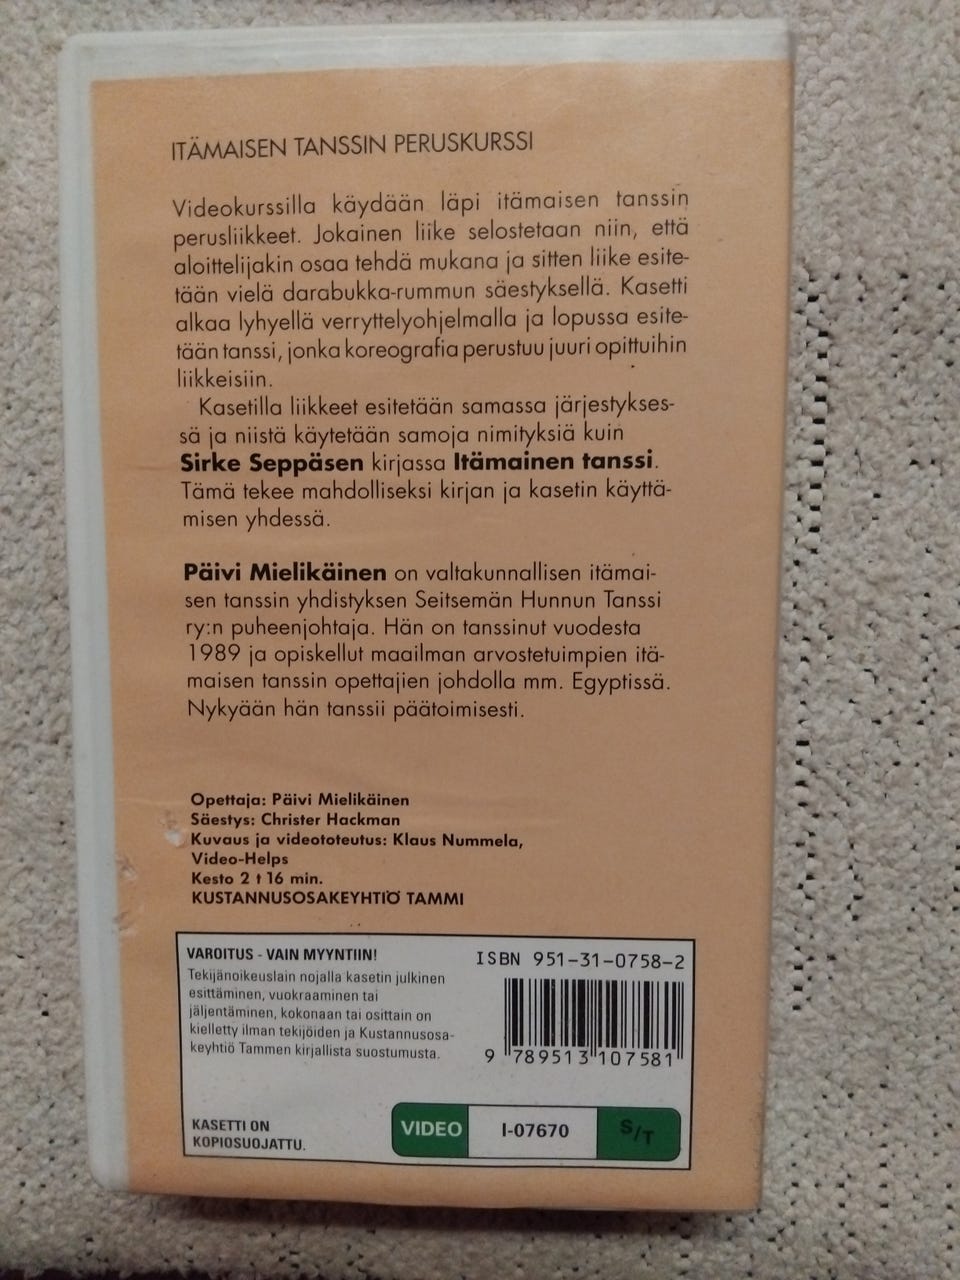 ITÄMAISEN TANSSIN PERUSKURSSI
Videokurssilla käydään läpi itämaisen tanssin
perusliikkeet. Jokainen liike selostetaan niin, että
aloittelijakin osaa tehdä mukana ja sitten liike esite-
tään vielä darabukka-rummun säestyksellä. Kasetti
alkaa lyhyellä verryttelyohjelmalla ja lopussa esite-
tään tanssi, jonka koreografia perustuu juuri opittuihin
liikkeisiin.
Kasetilla liikkeet esitetään samassa järjestykses-
sä ja niistä käytetään samoja nimityksiä kuin
Sirke Seppäsen kirjassa Itämainen tanssi.
Tämä tekee mahdolliseksi kirjan ja kasetin käyttä-
misen yhdessä.
Päivi Mielikäinen on valtakunnallisen itämai-
sen tanssin yhdistyksen Seitsemän Hunnun Tanssi
ry:n puheenjohtaja. Hän on tanssinut vuodesta
1989 ja opiskellut maailman arvostetuimpien itä-
maisen tanssin opettajien johdolla mm. Egyptissä.
Nykyään hän tanssii päätoimisesti.
Opettaja: Päivi Mielikäinen
Säestys: Christer Hackman
Kuvaus ja videototeutus: Klaus Nummela,
Video-Helps
Kesto 2 t 16 min.
KUSTANNUSOSAKEYHTIÖ TAMMI
VAROITUS - VAIN MYYNTIIN!
Tekijänoikeuslain nojalla kasetin julkinen
esittäminen, vuokraaminen tai
jäljentäminen, kokonaan tai osittain on
kielletty ilman tekijöiden ja Kustannusosa-
keyhtiö Tammen kirjallista suostumusta.
KASETTI ON
KOPIOSUOJATTU.
ISBN 951-31-0758-2
9 789513 107581
VIDEO I-07670 S/T